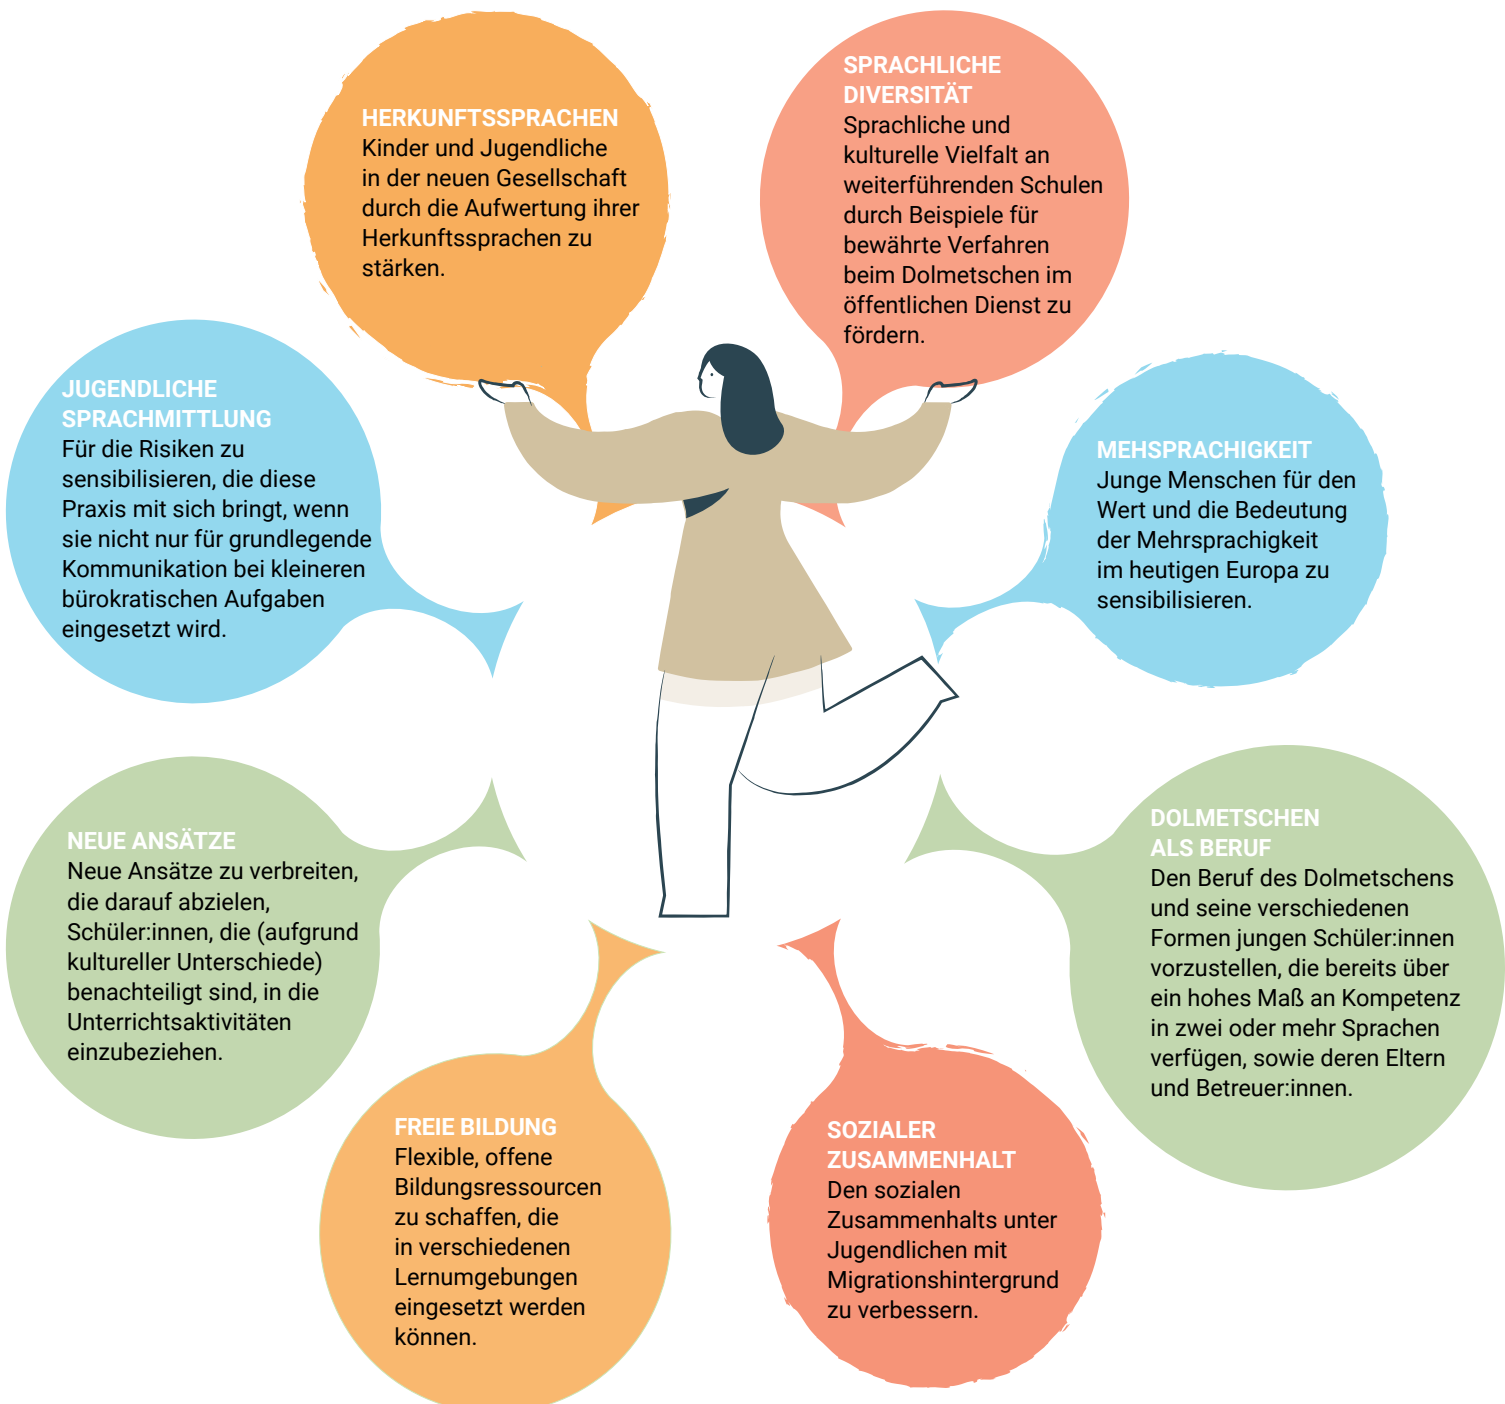 HERKUNFTSSPRACHEN
Kinder und Jugendliche
in der neuen Gesellschaft
durch die Aufwertung ihrer
Herkunftssprachen zu
stärken.
SPRACHLICHE
DIVERSITÄT
Sprachliche und
kulturelle Vielfalt an
weiterführenden Schulen
durch Beispiele für
bewährte Verfahren
beim Dolmetschen im
öffentlichen Dienst zu
fördern.
JUGENDLICHE
SPRACHMITTLUNG
Für die Risiken zu
sensibilisieren, die diese
Praxis mit sich bringt, wenn
sie nicht nur für grundlegende
Kommunikation bei kleineren
bürokratischen Aufgaben
eingesetzt wird.
MEHSPRACHIGKEIT
Junge Menschen für den
Wert und die Bedeutung
der Mehrsprachigkeit
im heutigen Europa zu
sensibilisieren.
NEUE ANSÄTZE
Neue Ansätze zu verbreiten,
die darauf abzielen,
Schüler:innen, die (aufgrund
kultureller Unterschiede)
benachteiligt sind, in die
Unterrichtsaktivitäten
einzubeziehen.
DOLMETSCHEN
ALS BERUF
Den Beruf des Dolmetschens
und seine verschiedenen
Formen jungen Schüler:innen
vorzustellen, die bereits über
ein hohes Maß an Kompetenz
in zwei oder mehr Sprachen
verfügen, sowie deren Eltern
und Betreuer:innen.
FREIE BILDUNG
Flexible, offene
Bildungsressourcen
zu schaffen, die
in verschiedenen
Lernumgebungen
eingesetzt werden
können.
SOZIALER
ZUSAMMENHALT
Den sozialen
Zusammenhalts unter
Jugendlichen mit
Migrationshintergrund
zu verbessern.